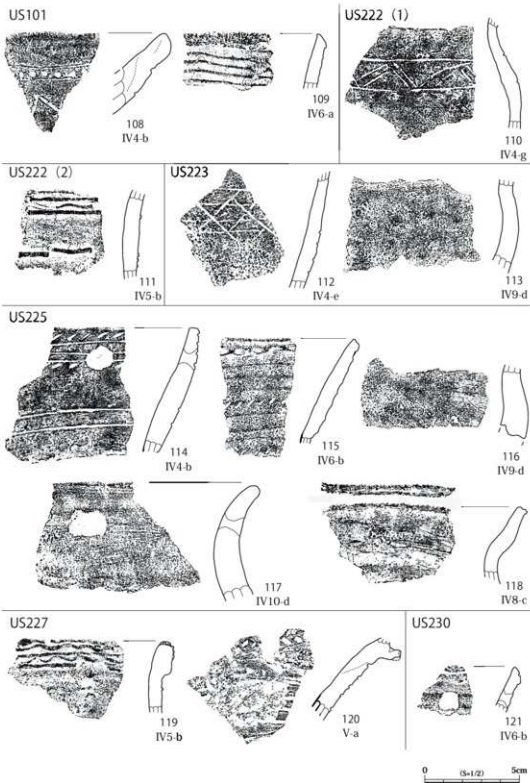 US101
108
IV4-b
109
IV6-a
US222 (1)
110
IV4-g
US222 (2)
111
IV5-b
US223
112
IV4-e
113
IV9-d
US225
114
IV4-b
115
IV6-b
116
IV9-d
117
IV10-d
118
IV8-c
US227
119
IV5-b
120
V-a
US230
121
IV6-b
0 (S=1/2) 5cm